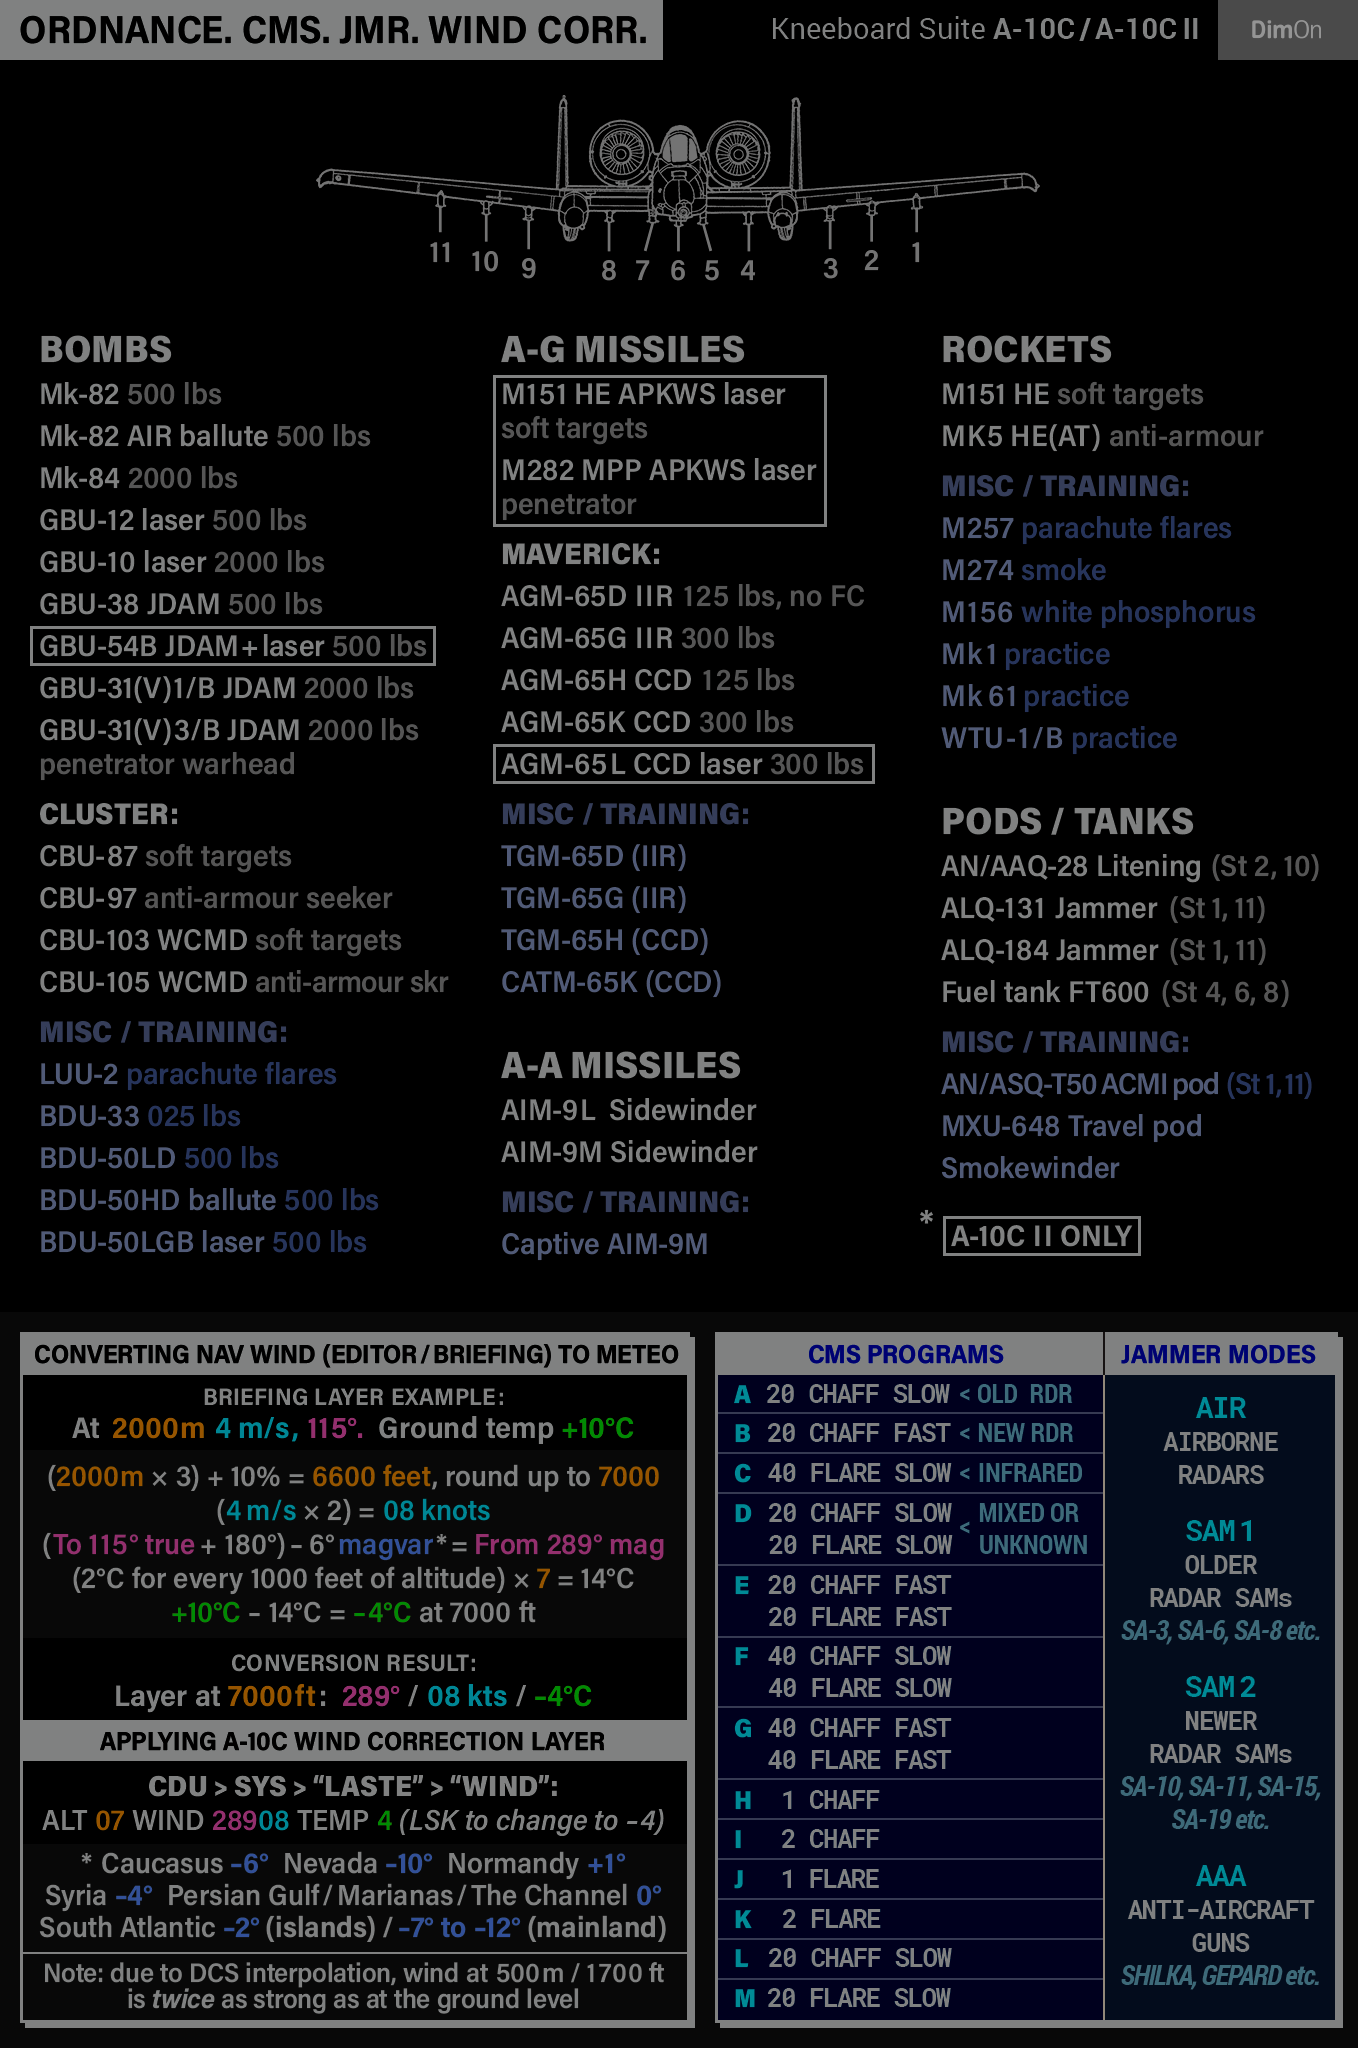 ORDNANCE. CMS. JMR. WIND CORR.
Kneeboard Suite A-10C / A-10C II
DimOn
11 10 9 8 7 6 5 4 3 2 1
BOMBS
Mk-82 500 lbs
Mk-82 AIR ballute 500 lbs
Mk-84 2000 lbs
GBU-12 laser 500 lbs
GBU-10 laser 2000 lbs
GBU-38 JDAM 500 lbs
GBU-54B JDAM+laser 500 lbs
GBU-31(V)1/B JDAM 2000 lbs
GBU-31(V)3/B JDAM 2000 lbs
penetrator warhead
CLUSTER:
CBU-87 soft targets
CBU-97 anti-armour seeker
CBU-103 WCMD soft targets
CBU-105 WCMD anti-armour skr
MISC / TRAINING:
LUU-2 parachute flares
BDU-33 025 lbs
BDU-50LD 500 lbs
BDU-50HD ballute 500 lbs
BDU-50LGB laser 500 lbs
A-G MISSILES
M151 HE APKWS laser
soft targets
M282 MPP APKWS laser
penetrator
MAVERICK:
AGM-65D IIR 125 lbs, no FC
AGM-65G IIR 300 lbs
AGM-65H CCD 125 lbs
AGM-65K CCD 300 lbs
AGM-65L CCD laser 300 lbs
MISC / TRAINING:
TGM-65D (IIR)
TGM-65G (IIR)
TGM-65H (CCD)
CATM-65K (CCD)
A-A MISSILES
AIM-9L Sidewinder
AIM-9M Sidewinder
MISC / TRAINING:
Captive AIM-9M
ROCKETS
M151 HE soft targets
MK5 HE(AT) anti-armour
MISC / TRAINING:
M257 parachute flares
M274 smoke
M156 white phosphorus
Mk 1 practice
Mk 61 practice
WTU-1/B practice
PODS / TANKS
AN/AAQ-28 Litening (St 2, 10)
ALQ-131 Jammer (St 1, 11)
ALQ-184 Jammer (St 1, 11)
Fuel tank FT600 (St 4, 6, 8)
MISC / TRAINING:
AN/ASQ-T50 ACMI pod (St 1, 11)
MXU-648 Travel pod
Smokewinder
* A-10C II ONLY
CONVERTING NAV WIND (EDITOR / BRIEFING) TO METEO
BRIEFING LAYER EXAMPLE:
At 2000m 4 m/s, 115°. Ground temp +10°C
(2000m × 3) + 10% = 6600 feet, round up to 7000
(4 m/s × 2) = 08 knots
(To 115° true + 180°) – 6° magvar* = From 289° mag
(2°C for every 1000 feet of altitude) × 7 = 14°C
+10°C – 14°C = –4°C at 7000 ft
CONVERSION RESULT:
Layer at 7000ft: 289° / 08 kts / –4°C
APPLYING A-10C WIND CORRECTION LAYER
CDU > SYS > “LASTE” > “WIND”:
ALT 07 WIND 28908 TEMP 4 (LSK to change to –4)
* Caucasus –6° Nevada –10° Normandy +1°
Syria –4° Persian Gulf / Marianas / The Channel 0°
South Atlantic –2° (islands) / –7° to –12° (mainland)
Note: due to DCS interpolation, wind at 500m / 1700 ft
is twice as strong as at the ground level
CMS PROGRAMS
A 20 CHAFF SLOW < OLD RDR
B 20 CHAFF FAST < NEW RDR
C 40 FLARE SLOW < INFRARED
D 20 CHAFF SLOW < MIXED OR
20 FLARE SLOW UNKNOWN
E 20 CHAFF FAST
20 FLARE FAST
F 40 CHAFF SLOW
40 FLARE SLOW
G 40 CHAFF FAST
40 FLARE FAST
H 1 CHAFF
I 2 CHAFF
J 1 FLARE
K 2 FLARE
L 20 CHAFF SLOW
M 20 FLARE SLOW
JAMMER MODES
AIR
AIRBORNE
RADARS
SAM 1
OLDER
RADAR SAMs
SA-3, SA-6, SA-8 etc.
SAM 2
NEWER
RADAR SAMs
SA-10, SA-11, SA-15,
SA-19 etc.
AAA
ANTI-AIRCRAFT
GUNS
SHILKA, GEPARD etc.